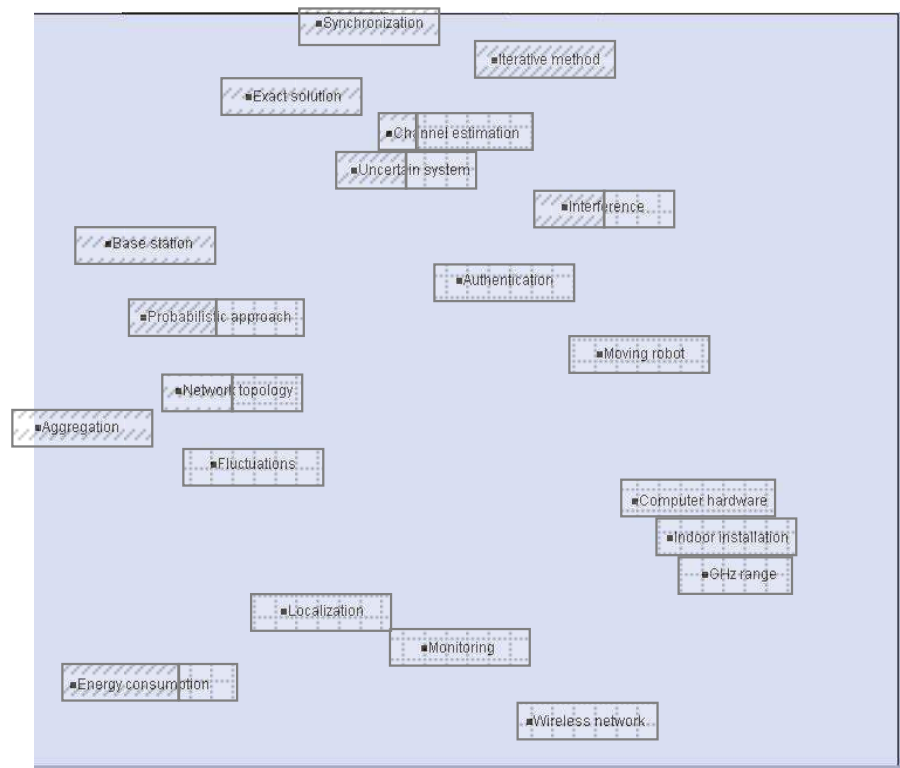 Synchronization
Iterative method
Exact solution
Channel estimation
Uncertain system
Interference
Base station
Authentication
Probabilistic approach
Moving robot
Network topology
Aggregation
Fluctuations
Computer hardware
Indoor installation
GHz range
Localization
Monitoring
Energy consumption
Wireless network